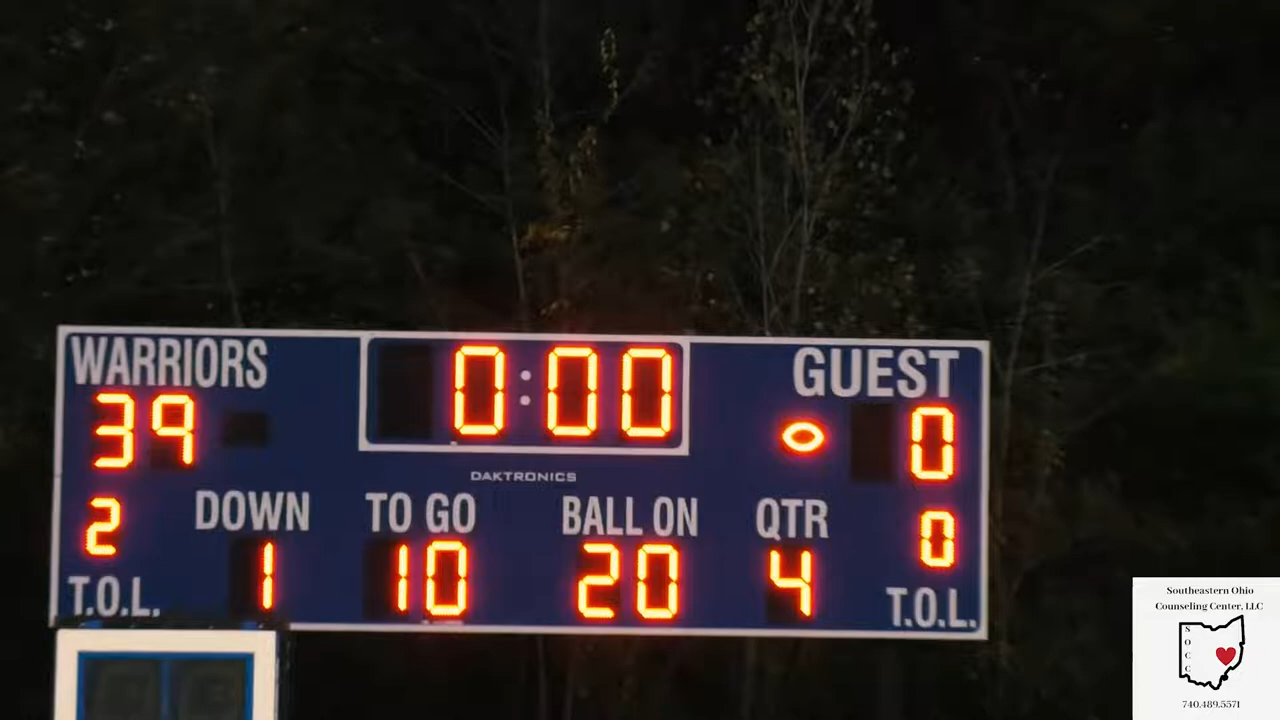 WARRIORS 0:00 GUEST
39 0
DAKTRONICS
2 DOWN TO GO BALL ON QTR 0
1 10 20 4
T.O.L. T.O.L.
Southeastern Ohio
Counseling Center, LLC
S
O
C
C
740.489.5571